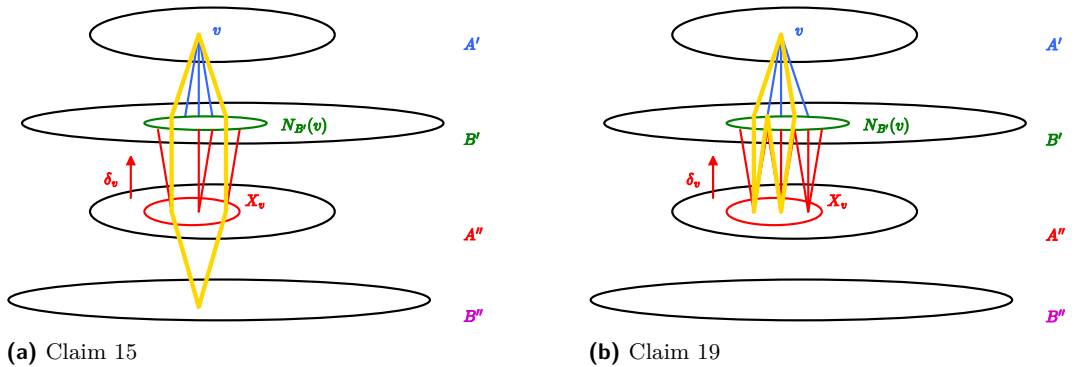 v
A′
N_B′(v)
B′
δ_v
X_v
A″
B″
(a) Claim 15
v
A′
N_B′(v)
B′
δ_v
X_v
A″
B″
(b) Claim 19